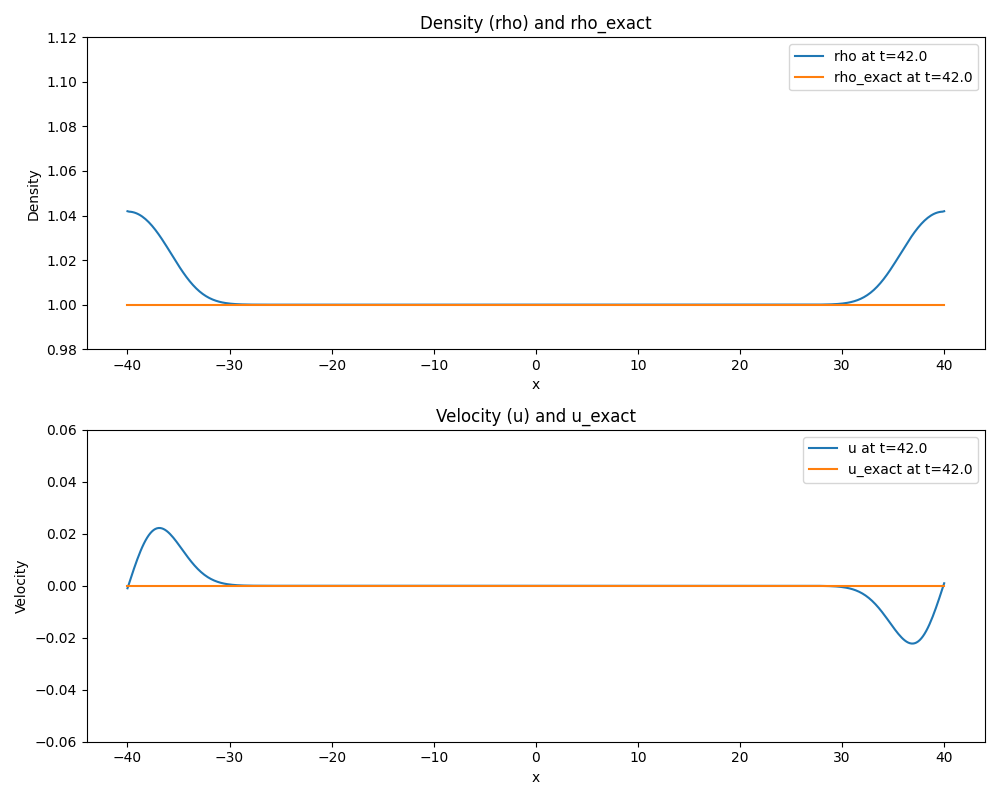 Density (rho) and rho_exact
1.12
1.10
1.08
1.06
1.04
1.02
1.00
0.98
Density
rho at t=42.0
rho_exact at t=42.0
−40 −30 −20 −10 0 10 20 30 40
x
Velocity (u) and u_exact
0.06
0.04
0.02
0.00
−0.02
−0.04
−0.06
Velocity
u at t=42.0
u_exact at t=42.0
−40 −30 −20 −10 0 10 20 30 40
x